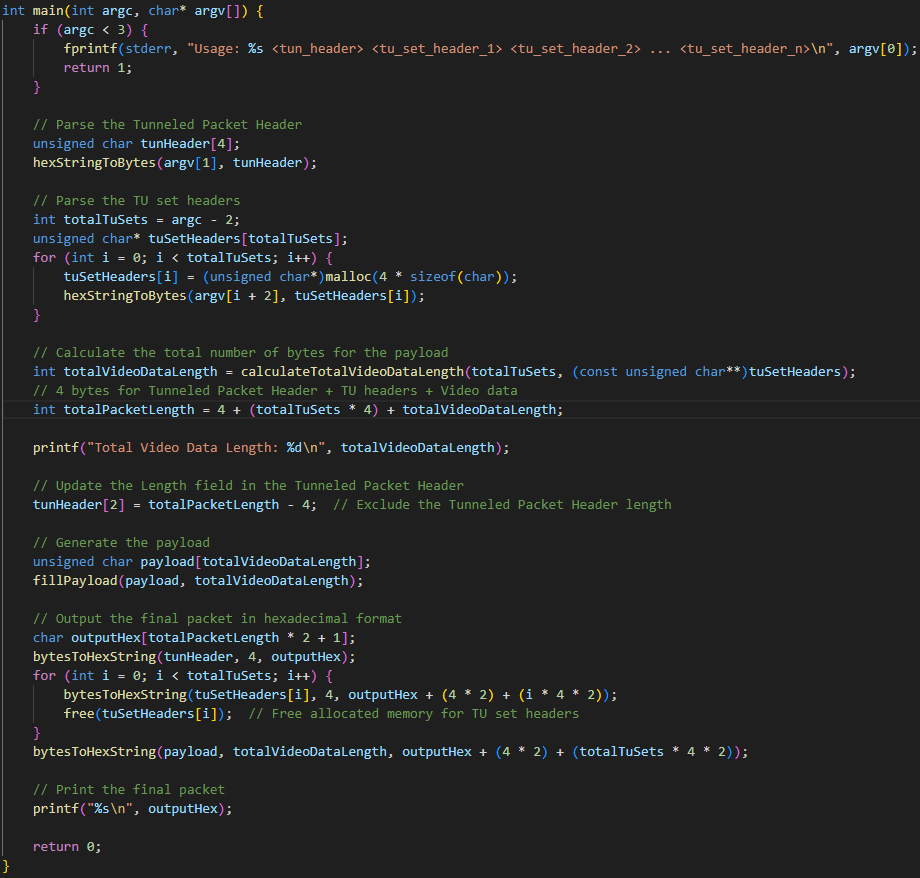 int main(int argc, char* argv[]) {
    if (argc < 3) {
        fprintf(stderr, "Usage: %s <tun_header> <tu_set_header_1> <tu_set_header_2> ... <tu_set_header_n>\n", argv[0]);
        return 1;
    }

    // Parse the Tunneled Packet Header
    unsigned char tunHeader[4];
    hexStringToBytes(argv[1], tunHeader);

    // Parse the TU set headers
    int totalTuSets = argc - 2;
    unsigned char* tuSetHeaders[totalTuSets];
    for (int i = 0; i < totalTuSets; i++) {
        tuSetHeaders[i] = (unsigned char*)malloc(4 * sizeof(char));
        hexStringToBytes(argv[i + 2], tuSetHeaders[i]);
    }

    // Calculate the total number of bytes for the payload
    int totalVideoDataLength = calculateTotalVideoDataLength(totalTuSets, (const unsigned char**)tuSetHeaders);
    // 4 bytes for Tunneled Packet Header + TU headers + Video data
    int totalPacketLength = 4 + (totalTuSets * 4) + totalVideoDataLength;

    printf("Total Video Data Length: %d\n", totalVideoDataLength);

    // Update the Length field in the Tunneled Packet Header
    tunHeader[2] = totalPacketLength - 4;  // Exclude the Tunneled Packet Header length

    // Generate the payload
    unsigned char payload[totalVideoDataLength];
    fillPayload(payload, totalVideoDataLength);

    // Output the final packet in hexadecimal format
    char outputHex[totalPacketLength * 2 + 1];
    bytesToHexString(tunHeader, 4, outputHex);
    for (int i = 0; i < totalTuSets; i++) {
        bytesToHexString(tuSetHeaders[i], 4, outputHex + (4 * 2) + (i * 4 * 2));
        free(tuSetHeaders[i]);  // Free allocated memory for TU set headers
    }
    bytesToHexString(payload, totalVideoDataLength, outputHex + (4 * 2) + (totalTuSets * 4 * 2));

    // Print the final packet
    printf("%s\n", outputHex);

    return 0;
}